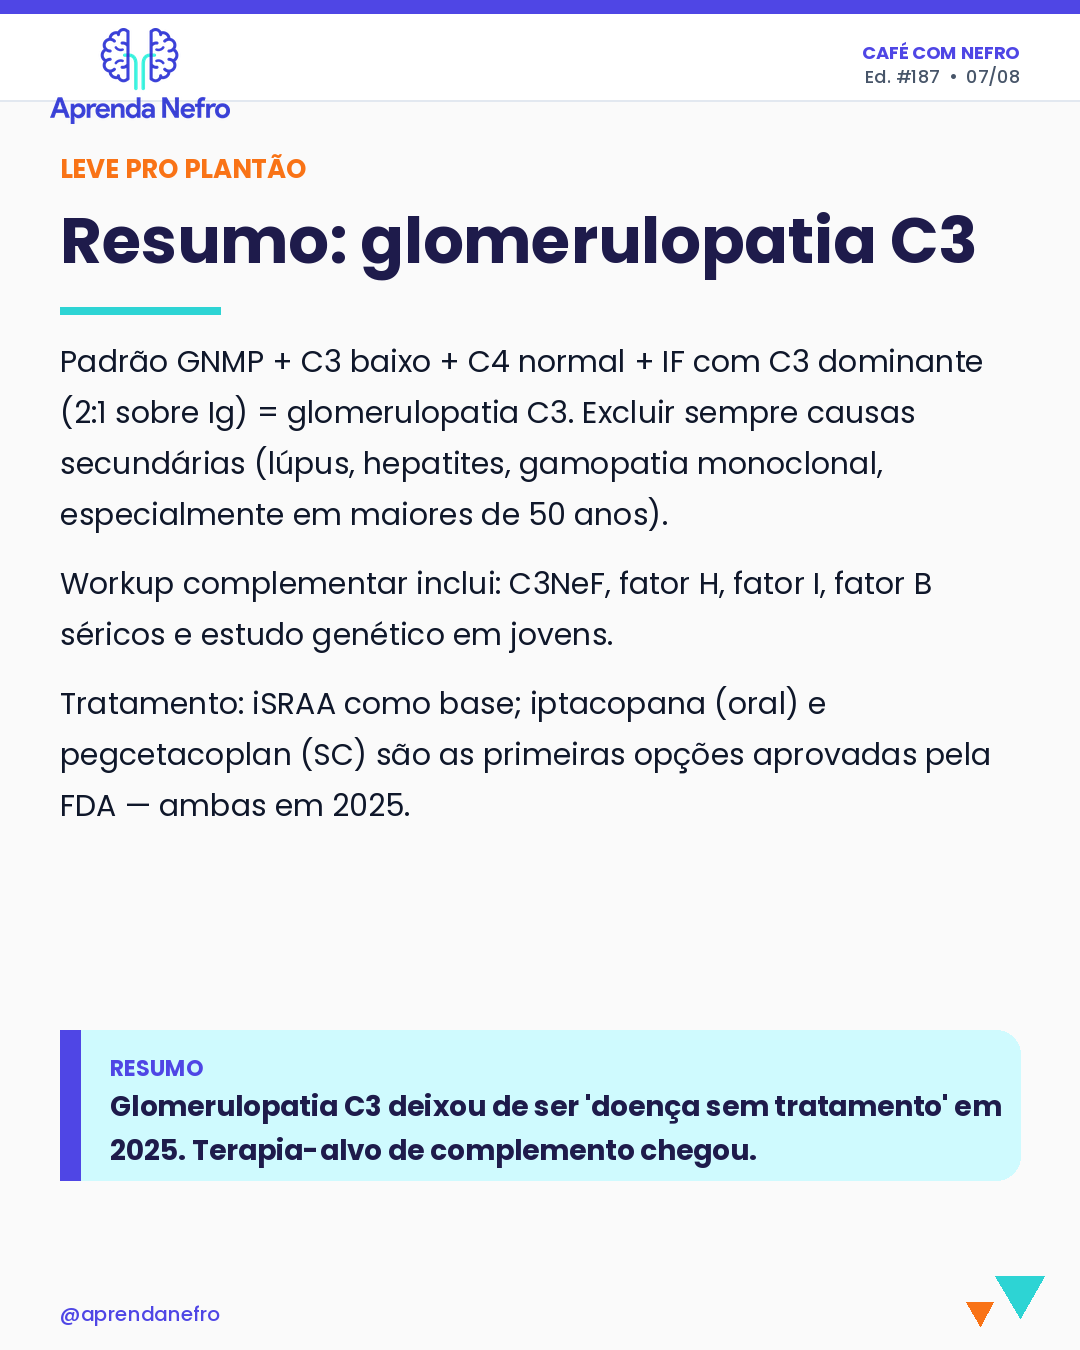 Aprenda Nefro
CAFÉ COM NEFRO
Ed. #187 • 07/08
LEVE PRO PLANTÃO
Resumo: glomerulopatia C3
Padrão GNMP + C3 baixo + C4 normal + IF com C3 dominante
(2:1 sobre Ig) = glomerulopatia C3. Excluir sempre causas
secundárias (lúpus, hepatites, gamopatia monoclonal,
especialmente em maiores de 50 anos).
Workup complementar inclui: C3NeF, fator H, fator I, fator B
séricos e estudo genético em jovens.
Tratamento: iSRAA como base; iptacopana (oral) e
pegcetacoplan (SC) são as primeiras opções aprovadas pela
FDA — ambas em 2025.
RESUMO
Glomerulopatia C3 deixou de ser 'doença sem tratamento' em
2025. Terapia-alvo de complemento chegou.
@aprendanefro